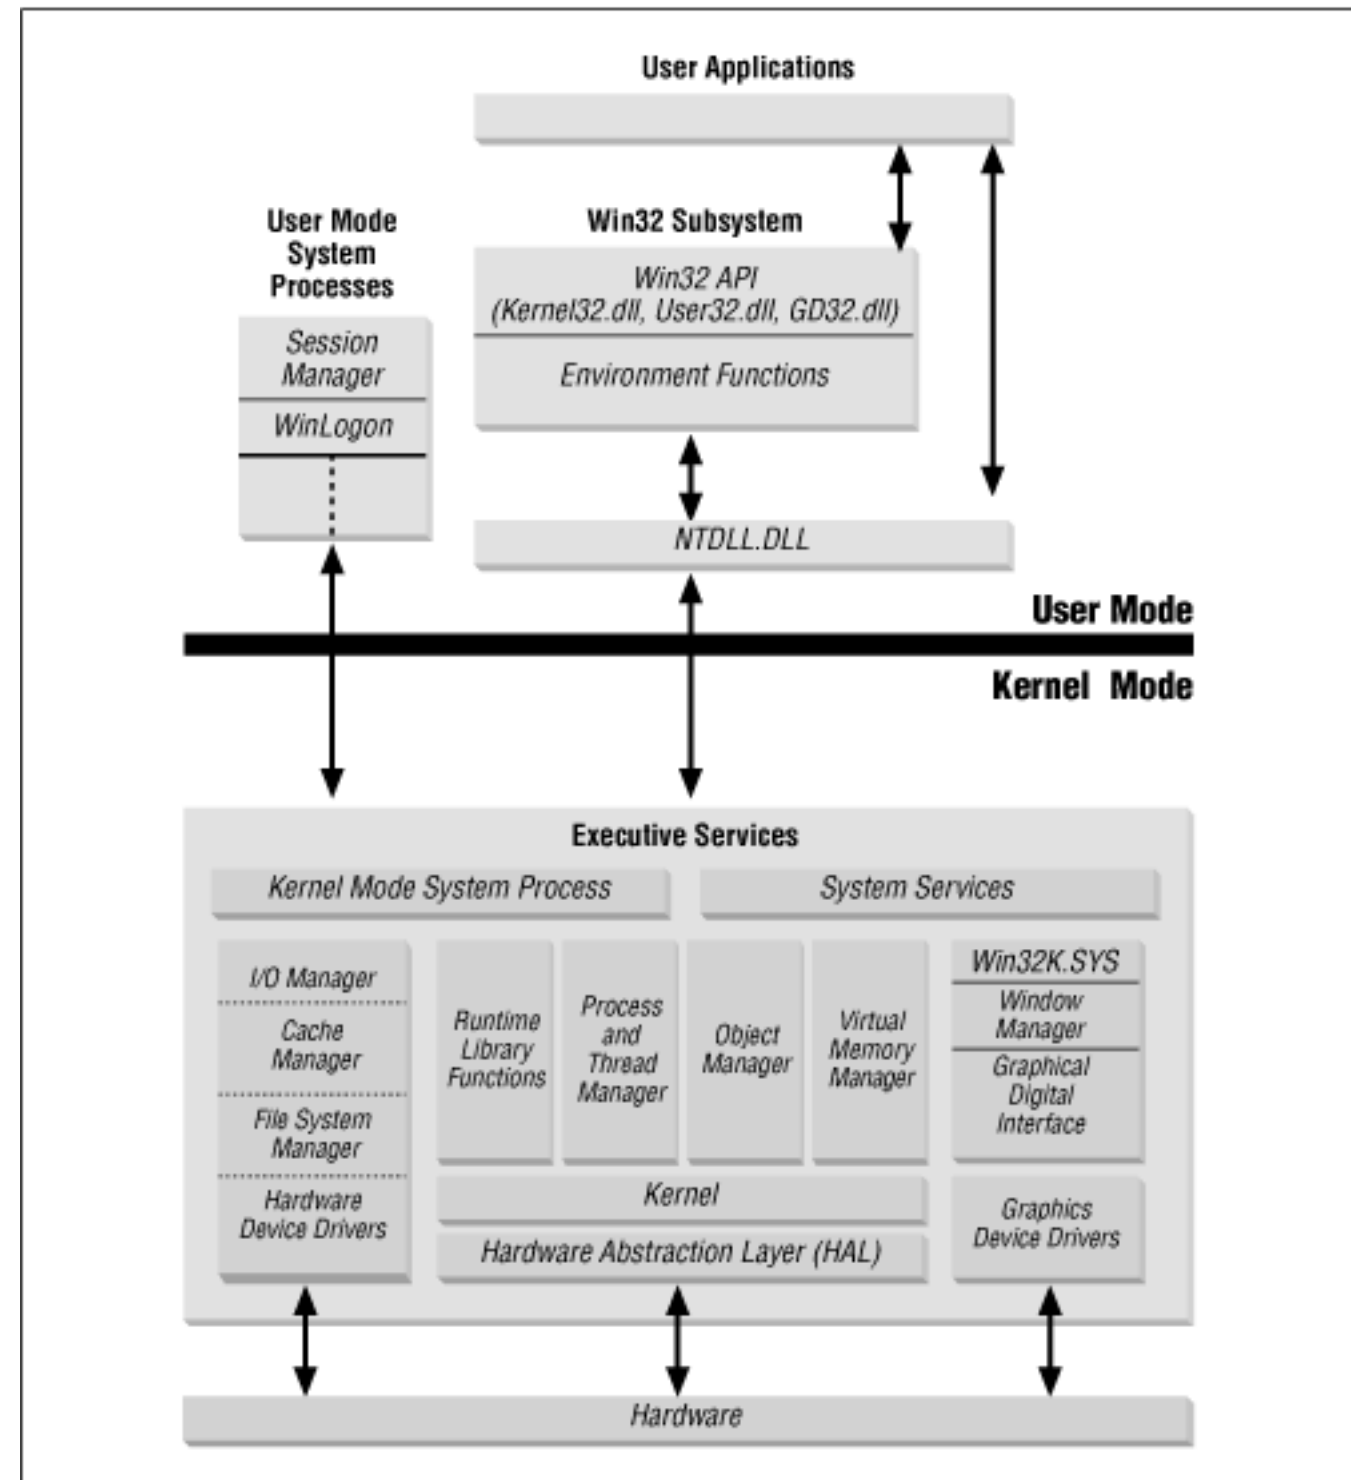 User Applications
User Mode
System
Processes
Win32 Subsystem
Win32 API
(Kernel32.dll, User32.dll, GD32.dll)
Environment Functions
Session
Manager
WinLogon
NTDLL.DLL
User Mode
Kernel Mode
Executive Services
Kernel Mode System Process
System Services
I/O Manager
Cache
Manager
File System
Manager
Hardware
Device Drivers
Runtime
Library
Functions
Process
and
Thread
Manager
Object
Manager
Virtual
Memory
Manager
Win32K.SYS
Window
Manager
Graphical
Digital
Interface
Kernel
Hardware Abstraction Layer (HAL)
Graphics
Device Drivers
Hardware